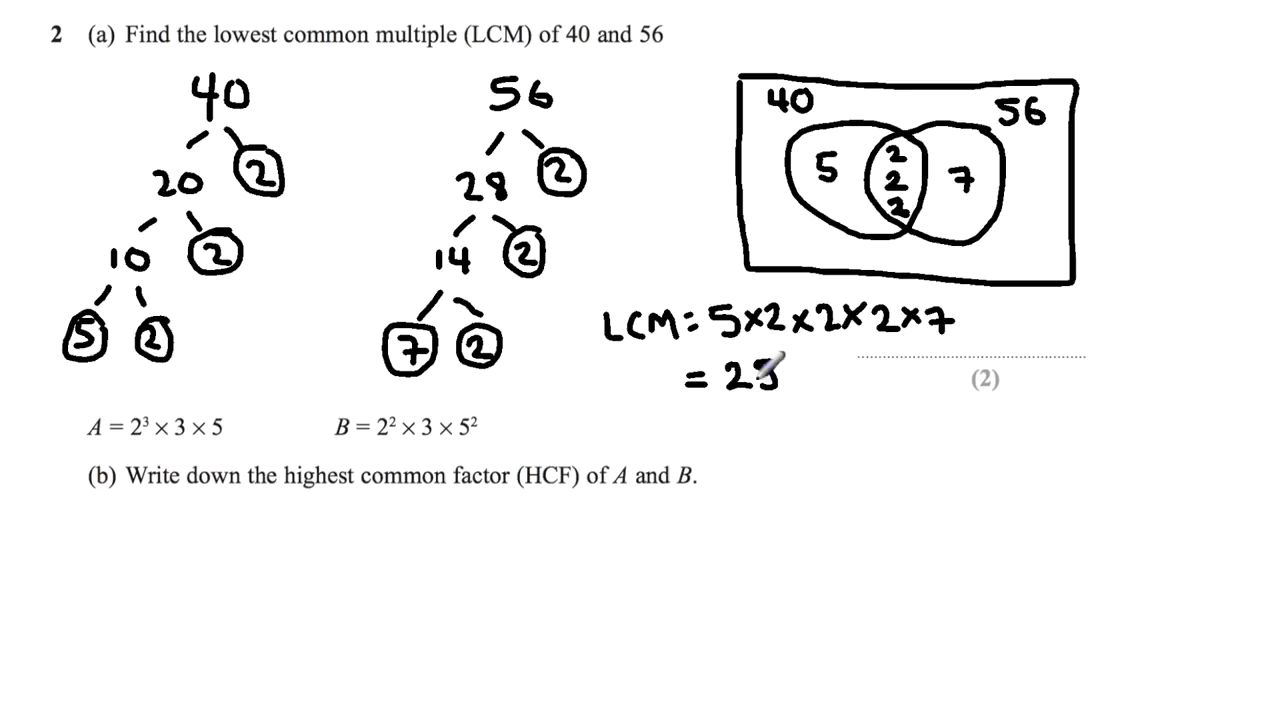 2 (a) Find the lowest common multiple (LCM) of 40 and 56
40
20 2
10 2
5 2
56
28 2
14 2
7 2
40 56
5 2 7
2
2
LCM = 5×2×2×2×7
= 2
(2)
A = 2³ × 3 × 5 B = 2² × 3 × 5²
(b) Write down the highest common factor (HCF) of A and B.